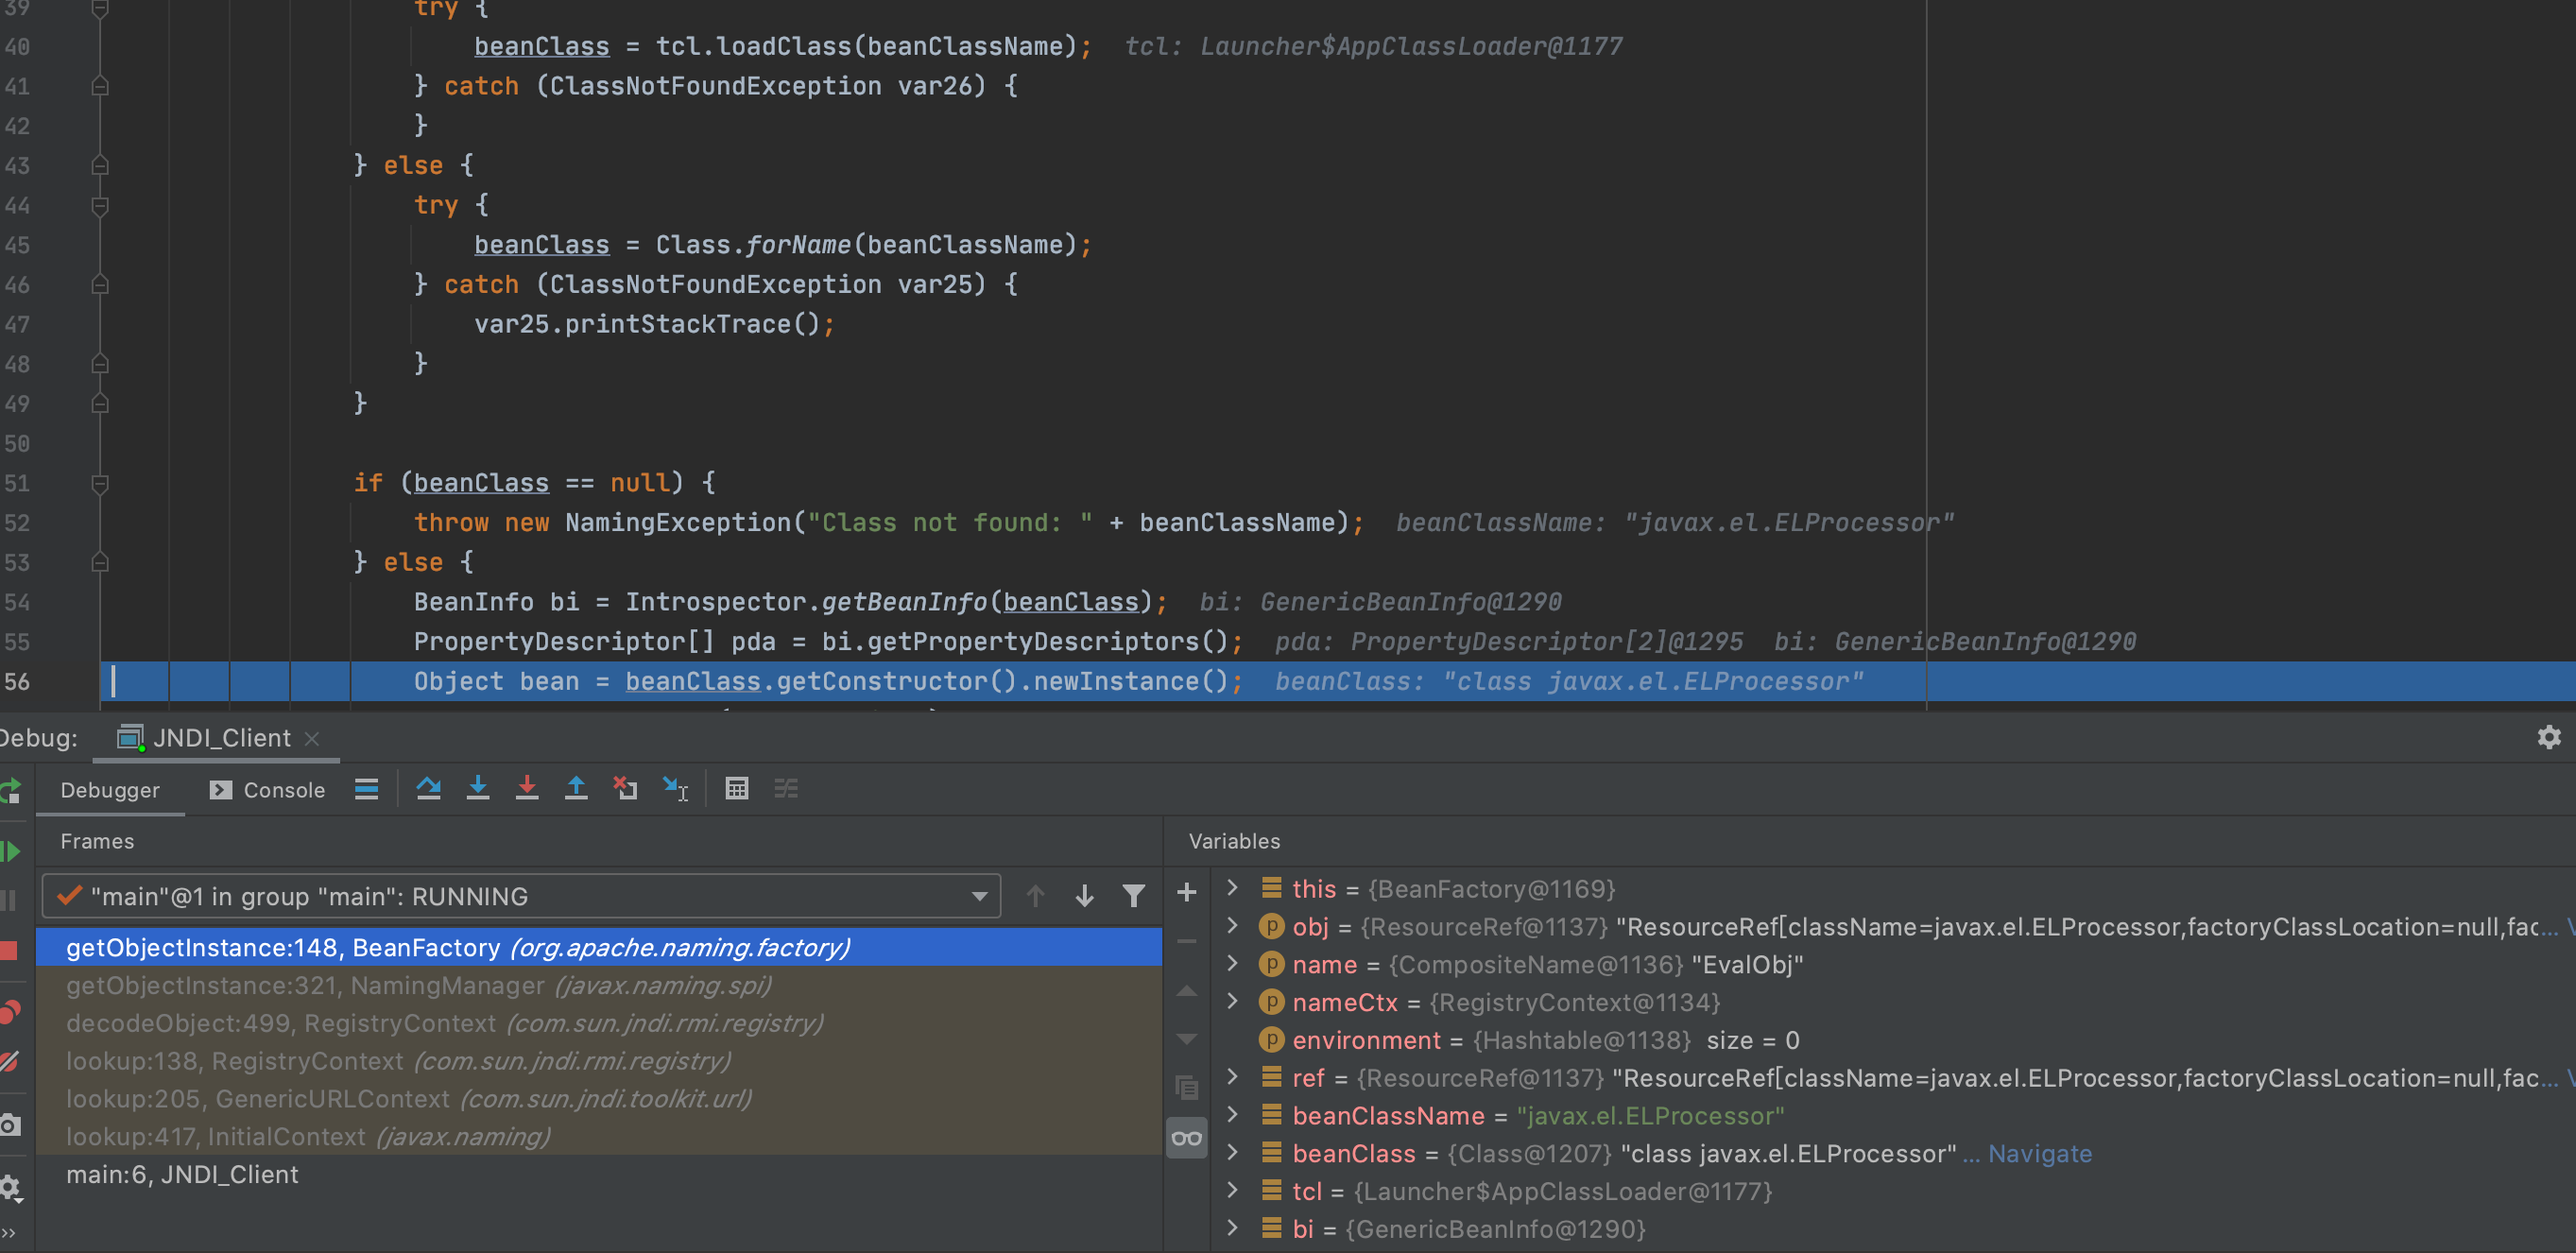 39 try {
40 beanClass = tcl.loadClass(beanClassName); tcl: Launcher$AppClassLoader@1177
41 } catch (ClassNotFoundException var26) {
42 }
43 } else {
44 try {
45 beanClass = Class.forName(beanClassName);
46 } catch (ClassNotFoundException var25) {
47 var25.printStackTrace();
48 }
49 }
50
51 if (beanClass == null) {
52 throw new NamingException("Class not found: " + beanClassName); beanClassName: "javax.el.ELProcessor"
53 } else {
54 BeanInfo bi = Introspector.getBeanInfo(beanClass); bi: GenericBeanInfo@1290
55 PropertyDescriptor[] pda = bi.getPropertyDescriptors(); pda: PropertyDescriptor[2]@1295 bi: GenericBeanInfo@1290
56 Object bean = beanClass.getConstructor().newInstance(); beanClass: "class javax.el.ELProcessor"
Debug: JNDI_Client
Debugger Console
Frames
"main"@1 in group "main": RUNNING
getObjectInstance:148, BeanFactory (org.apache.naming.factory)
getObjectInstance:321, NamingManager (javax.naming.spi)
decodeObject:499, RegistryContext (com.sun.jndi.rmi.registry)
lookup:138, RegistryContext (com.sun.jndi.rmi.registry)
lookup:205, GenericURLContext (com.sun.jndi.toolkit.url)
lookup:417, InitialContext (javax.naming)
main:6, JNDI_Client
Variables
this = {BeanFactory@1169}
p obj = {ResourceRef@1137} "ResourceRef[className=javax.el.ELProcessor,factoryClassLocation=null,fac... V
p name = {CompositeName@1136} "EvalObj"
p nameCtx = {RegistryContext@1134}
p environment = {Hashtable@1138} size = 0
ref = {ResourceRef@1137} "ResourceRef[className=javax.el.ELProcessor,factoryClassLocation=null,fac... V
beanClassName = "javax.el.ELProcessor"
beanClass = {Class@1207} "class javax.el.ELProcessor" ... Navigate
tcl = {Launcher$AppClassLoader@1177}
bi = {GenericBeanInfo@1290}